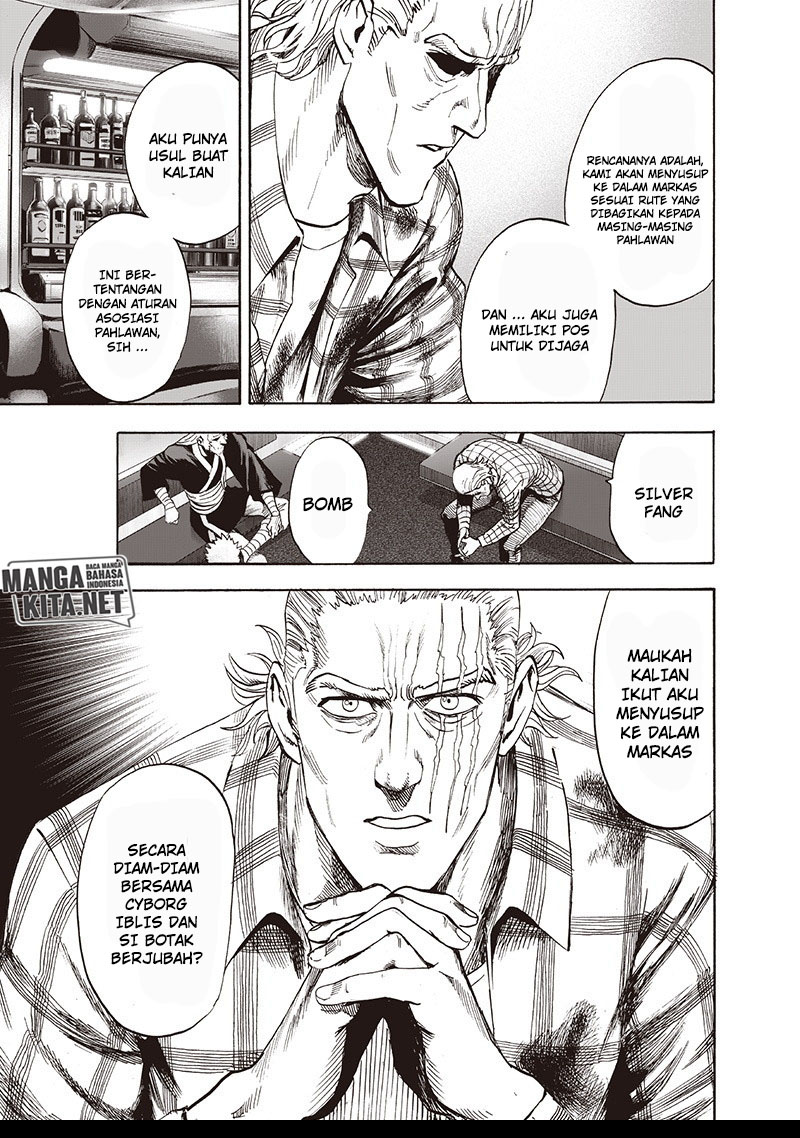 RENCANANYA ADALAH,
KAMI AKAN MENYUSUP
KE DALAM MARKAS
SESUAI RUTE YANG
DIBAGIKAN KEPADA
MASING-MASING
PAHLAWAN
DAN ... AKU JUGA
MEMILIKI POS
UNTUK DIJAGA
AKU PUNYA
USUL BUAT
KALIAN
INI BER-
TENTANGAN
DENGAN ATURAN
ASOSIASI
PAHLAWAN,
SIH ...
SILVER
FANG
BOMB
MANGA
KITA.NET
BACA MANGA
BAHASA
INDONESIA
MAUKAH
KALIAN
IKUT AKU
MENYUSUP
KE DALAM
MARKAS
SECARA
DIAM-DIAM
BERSAMA
CYBORG
IBLIS DAN
SI BOTAK
BERJUBAH?